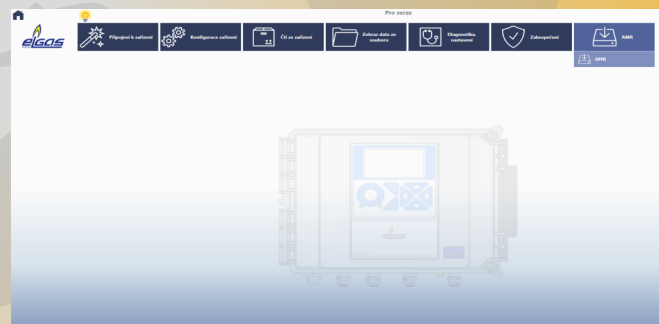 Pro verze
elgas
Připojení k zařízení
Konfigurace zařízení
Čti ze zařízení
Zobraz data ze
souboru
Diagnostika,
nastavení
Zabezpečení
AMR
AMR
elgas